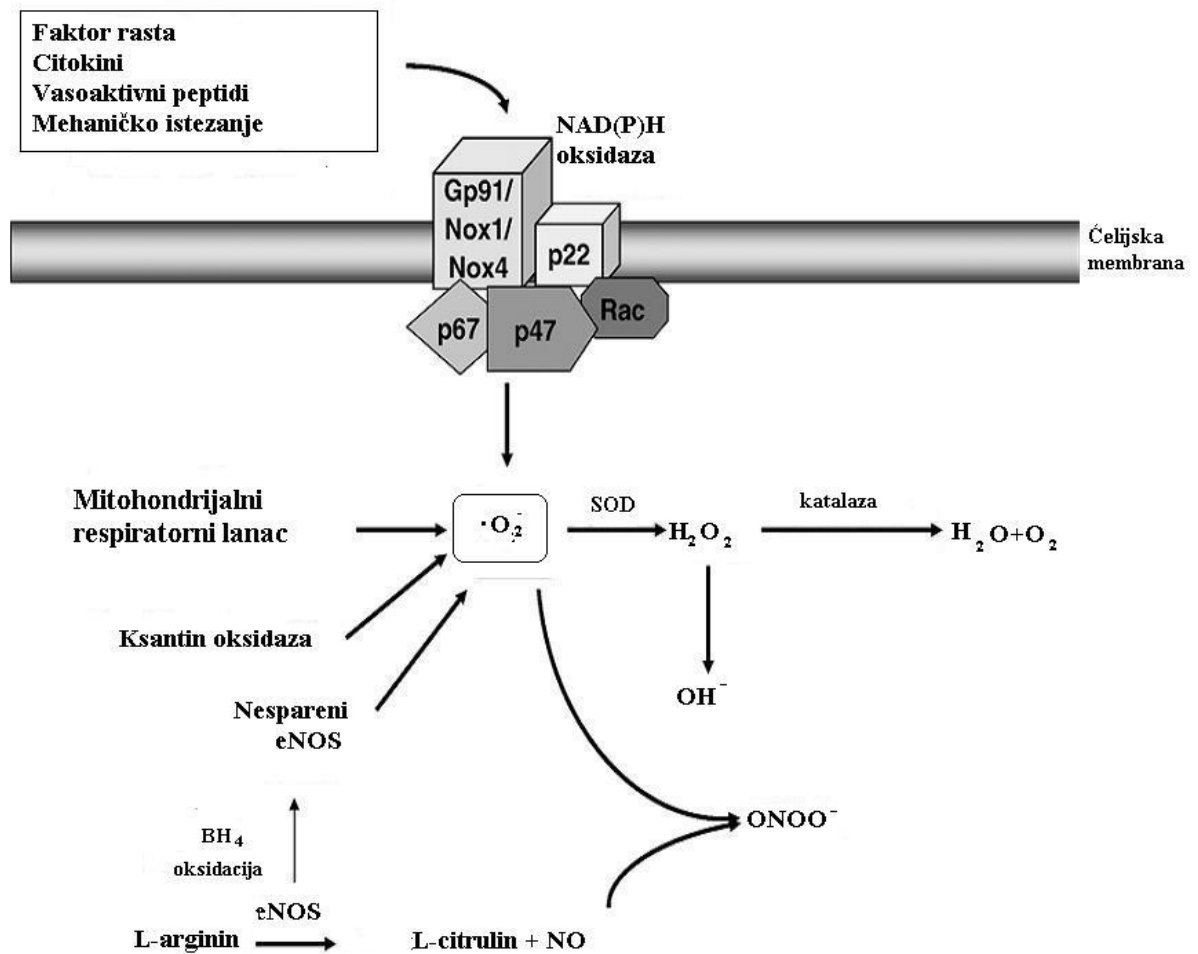 Faktor rasta
Citokini
Vasoaktivni peptidi
Mehaničko istezanje
NAD(P)H
oksidaza
Gp91/
Nox1/
Nox4
p22
Ćelijska
membrana
p67
p47
Rac
Mitohondrijalni
respiratorni lanac
·O₂⁻
SOD
H₂O₂
katalaza
H₂O+O₂
Ksantin oksidaza
OH⁻
Nespareni
eNOS
ONOO⁻
BH₄
oksidacija
eNOS
L-arginin
L-citrulin + NO